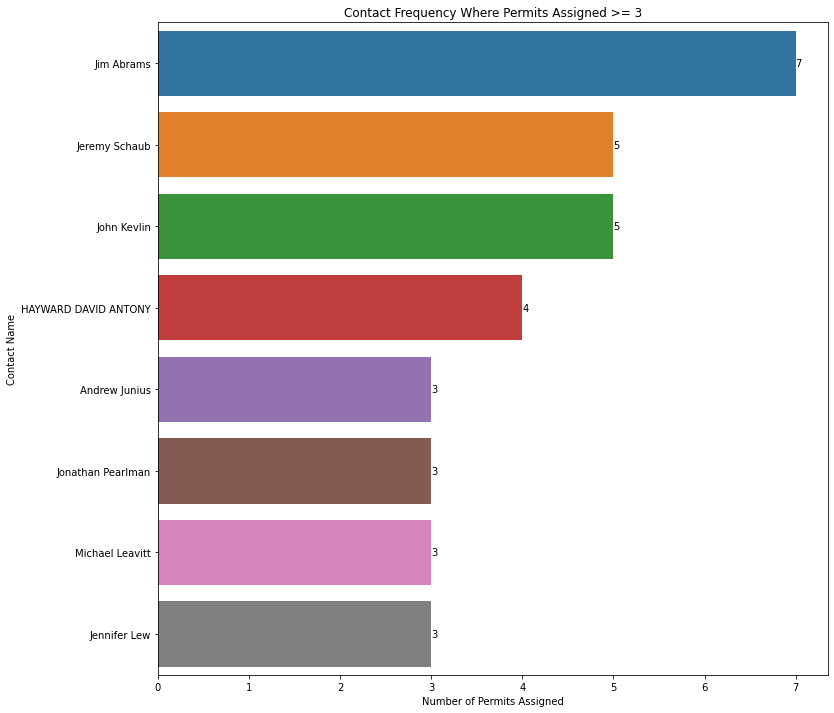 Contact Frequency Where Permits Assigned >= 3
Contact Name
Jim Abrams
7
Jeremy Schaub
5
John Kevlin
5
HAYWARD DAVID ANTONY
4
Andrew Junius
3
Jonathan Pearlman
3
Michael Leavitt
3
Jennifer Lew
3
0 1 2 3 4 5 6 7
Number of Permits Assigned